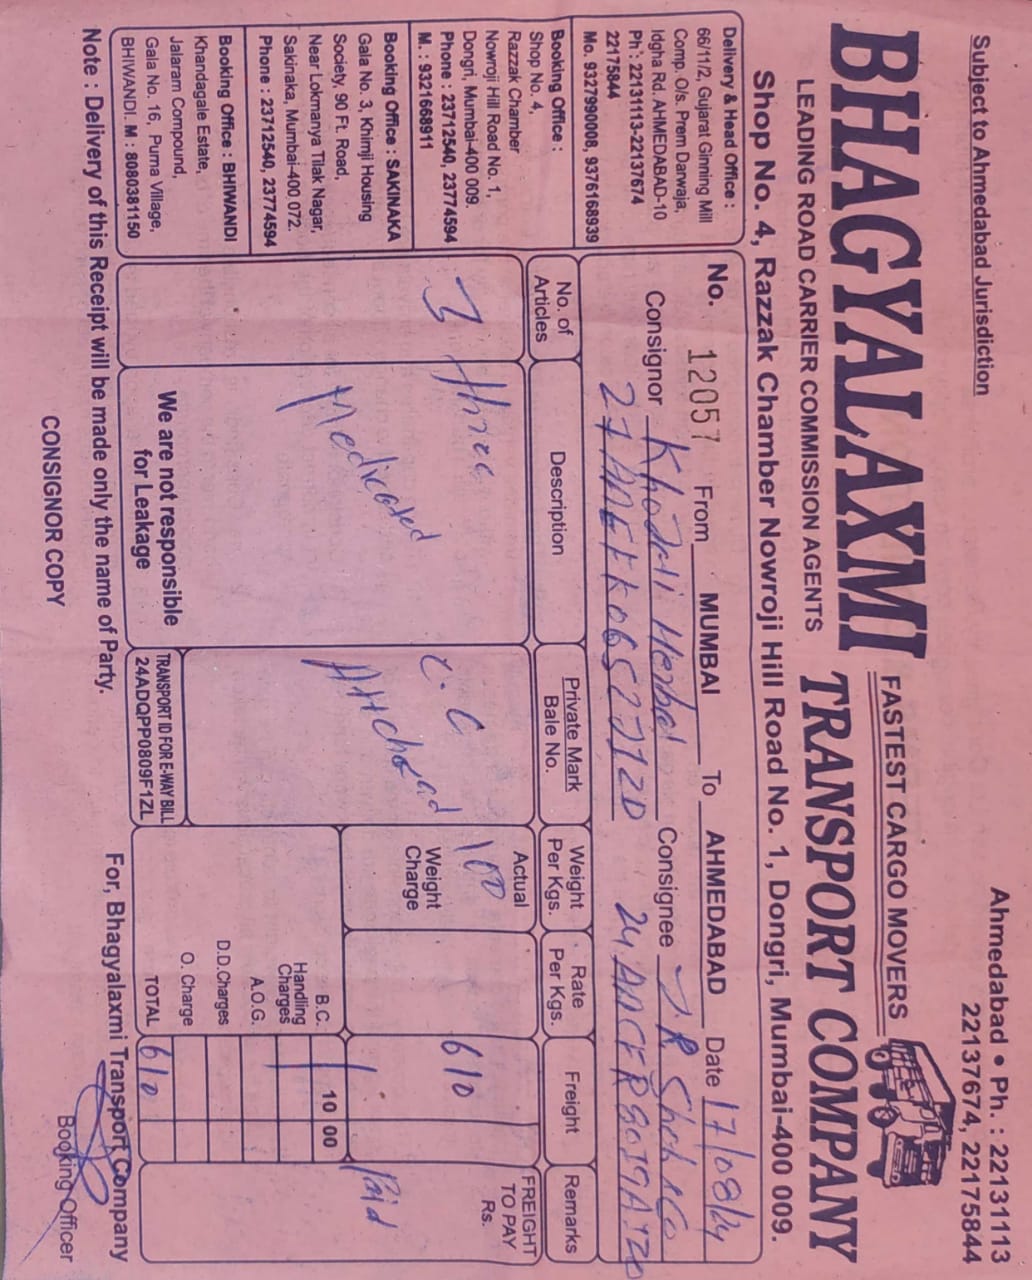 Subject to Ahmedabad Jurisdiction
Ahmedabad • Ph. : 22131113
22137674, 22175844
FASTEST CARGO MOVERS
BHAGYALAXMI TRANSPORT COMPANY
LEADING ROAD CARRIER COMMISSION AGENTS
Shop No. 4, Razzak Chamber Nowroji Hill Road No. 1, Dongri, Mumbai-400 009.
Delivery & Head Office :
66/11/2, Gujarat Ginning Mill
Comp. O/s. Prem Darwaja,
Idgha Rd. AHMEDABAD-10
Ph : 22131113-22137674
22175844
Mo. 9327990008, 9376168939
Booking Office :
Shop No. 4,
Razzak Chamber
Nowroji Hill Road No. 1,
Dongri, Mumbai-400 009.
Phone : 23712540, 23774594
M. : 9321668911
Booking Office : SAKINAKA
Gala No. 3, Khimji Housing
Society, 90 Ft. Road,
Near Lokmanya Tilak Nagar,
Sakinaka, Mumbai-400 072.
Phone : 23712540, 23774594
Booking Office : BHIWANDI
Khandagale Estate,
Jalaram Compound,
Gala No. 16, Purna Village,
BHIWANDI. M : 8080381150
No. 12057 From MUMBAI To AHMEDABAD Date 17/08/24
Consignor Khodal Herbal Consignee J.R Shah & Co
No. of Articles
Description
Private Mark
Bale No.
Weight Per Kgs.
Rate Per Kgs.
Freight
Remarks
3 three
Medicated
C.C
Attchead
Actual
100
Weight Charge
610
FREIGHT TO PAY Rs.
Paid
B.C. 10 00
Handling Charges
A.O.G.
D.D.Charges
O. Charge
TOTAL 610
We are not responsible for Leakage
TRANSPORT ID FOR E-WAY BILL
24ADQPP0809F1ZL
Note : Delivery of this Receipt will be made only the name of Party.
For, Bhagyalaxmi Transport Company
CONSIGNOR COPY
Booking Officer